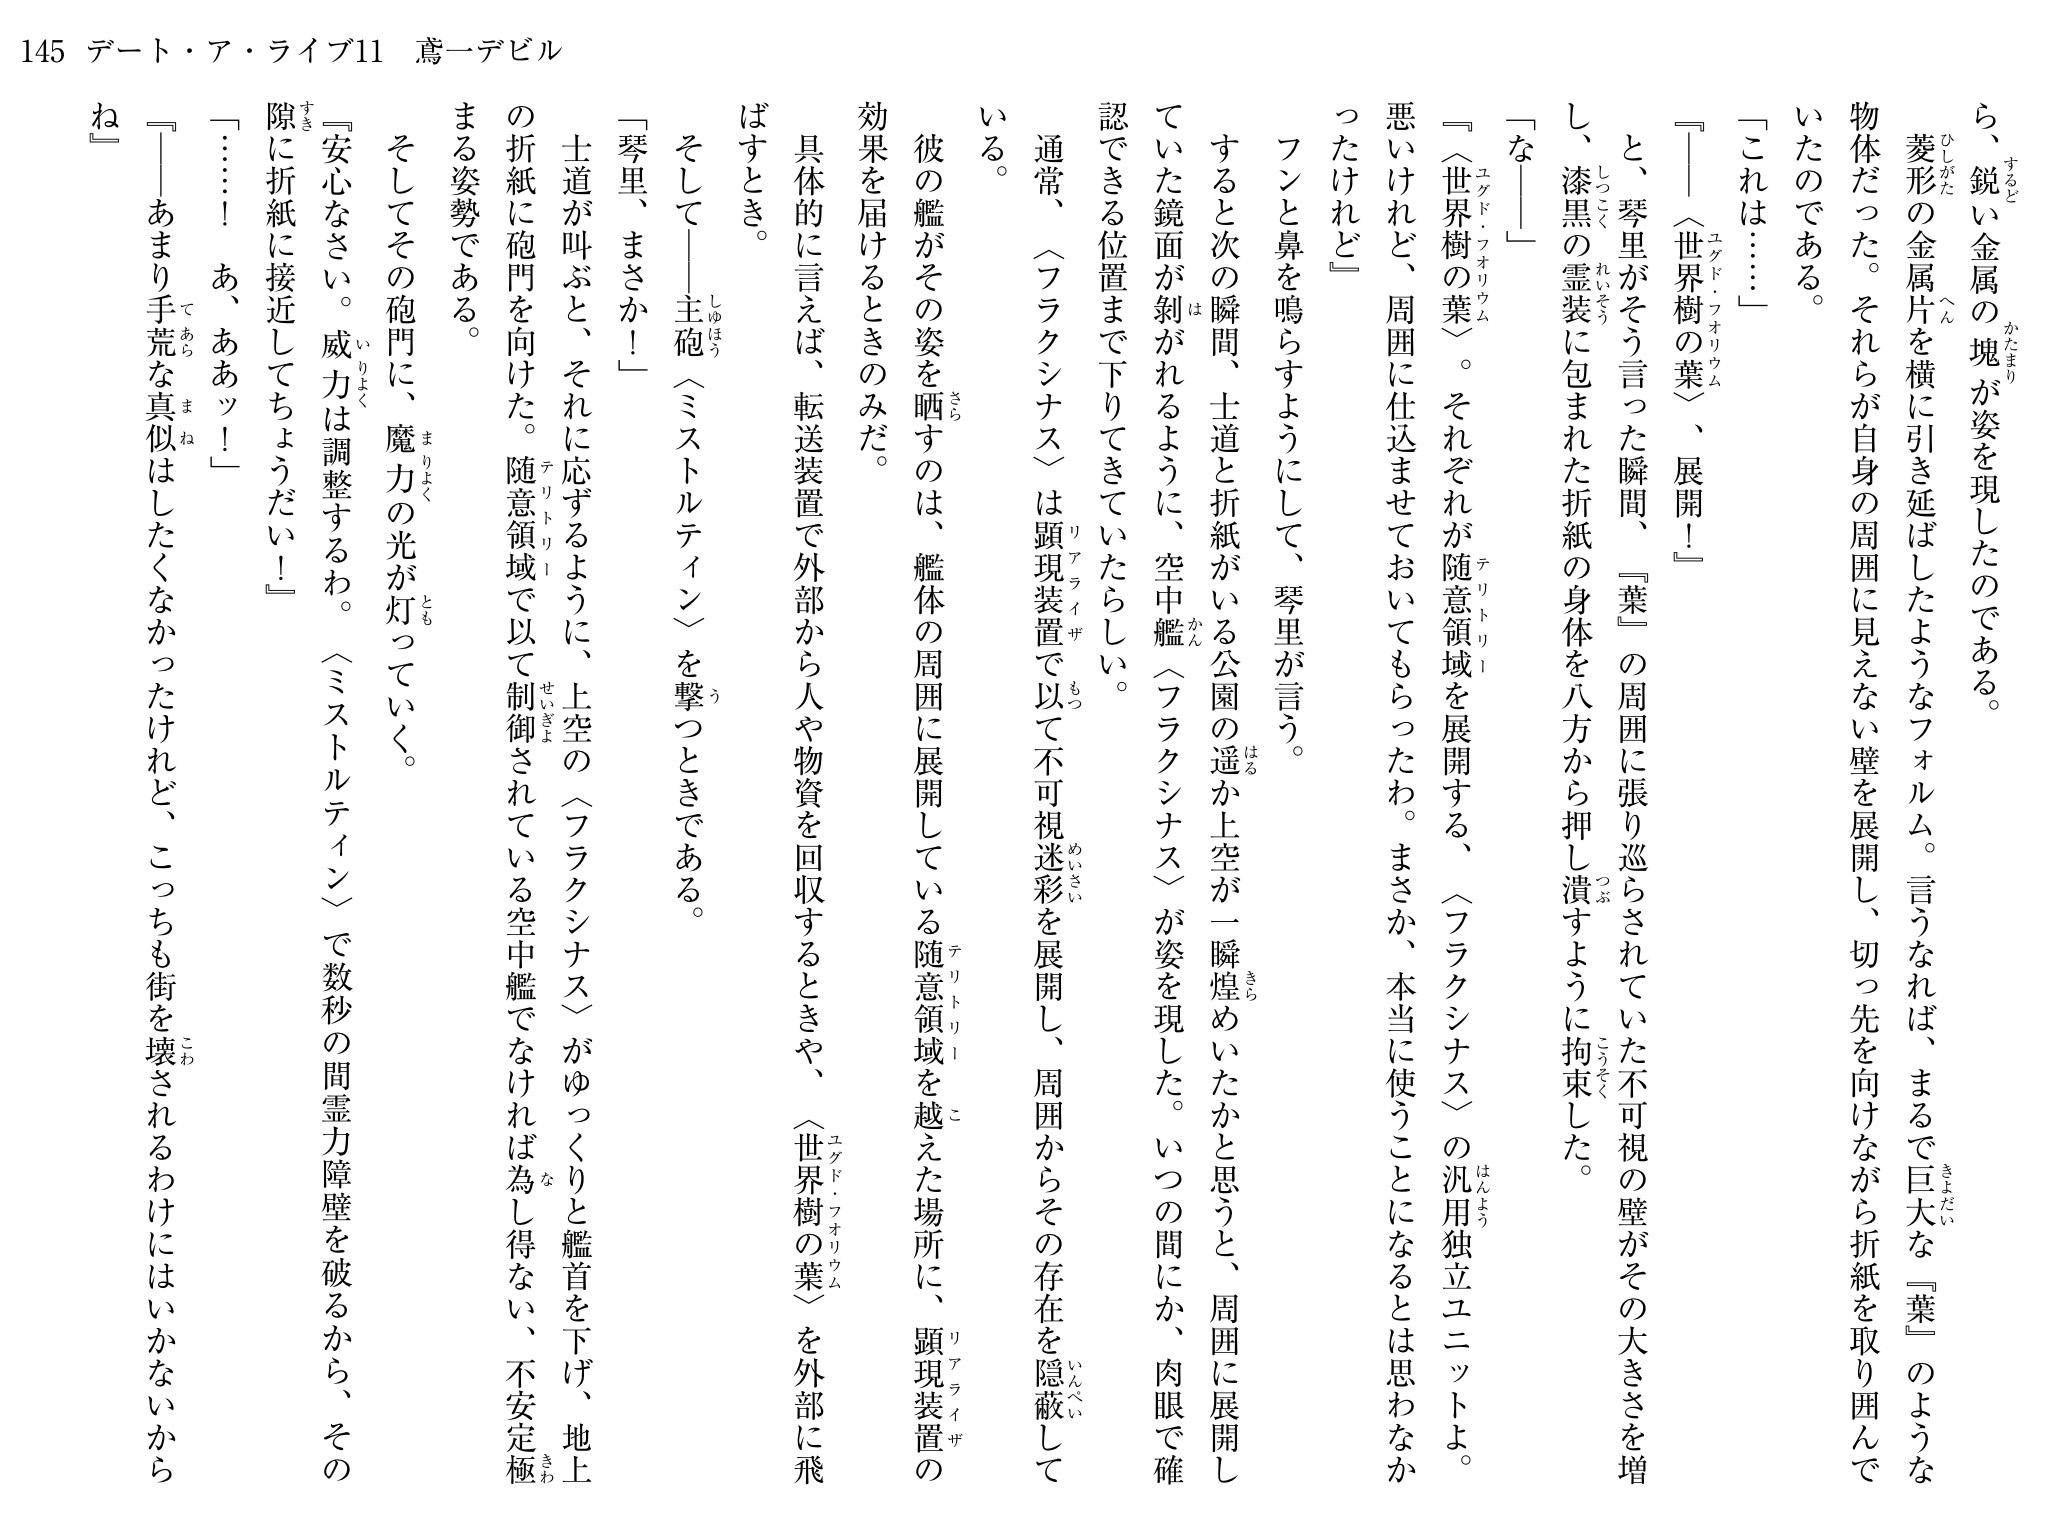 145 デート・ア・ライブ11 鳶一デビル
ら、鋭い金属の塊が姿を現したのである。
　菱形の金属片を横に引き延ばしたようなフォルム。言うなれば、まるで巨大な『葉』のような
物体だった。それらが自身の周囲に見えない壁を展開し、切っ先を向けながら折紙を取り囲んで
いたのである。
「これは……」
『――〈世界樹の葉〉、展開！』
　と、琴里がそう言った瞬間、『葉』の周囲に張り巡らされていた不可視の壁がその大きさを増
し、漆黒の霊装に包まれた折紙の身体を八方から押し潰すように拘束した。
「な――」
『〈世界樹の葉〉。それぞれが随意領域を展開する、〈フラクシナス〉の汎用独立ユニットよ。
悪いけれど、周囲に仕込ませておいてもらったわ。まさか、本当に使うことになるとは思わなか
ったけれど』
　フンと鼻を鳴らすようにして、琴里が言う。
　すると次の瞬間、士道と折紙がいる公園の遥か上空が一瞬煌めいたかと思うと、周囲に展開し
ていた鏡面が剝がれるように、空中艦〈フラクシナス〉が姿を現した。いつの間にか、肉眼で確
認できる位置まで下りてきていたらしい。
　通常、〈フラクシナス〉は顕現装置で以て不可視迷彩を展開し、周囲からその存在を隠蔽して
いる。
　彼の艦がその姿を晒すのは、艦体の周囲に展開している随意領域を越えた場所に、顕現装置の
効果を届けるときのみだ。
　具体的に言えば、転送装置で外部から人や物資を回収するときや、〈世界樹の葉〉を外部に飛
ばすとき。
　そして――主砲〈ミストルティン〉を撃つときである。
「琴里、まさか！」
　士道が叫ぶと、それに応ずるように、上空の〈フラクシナス〉がゆっくりと艦首を下げ、地上
の折紙に砲門を向けた。随意領域で以て制御されている空中艦でなければ為し得ない、不安定極
まる姿勢である。
　そしてその砲門に、魔力の光が灯っていく。
『安心なさい。威力は調整するわ。〈ミストルティン〉で数秒の間霊力障壁を破るから、その
隙に折紙に接近してちょうだい！』
「……！　あ、ああッ！」
『――あまり手荒な真似はしたくなかったけれど、こっちも街を壊されるわけにはいかないから
ね』